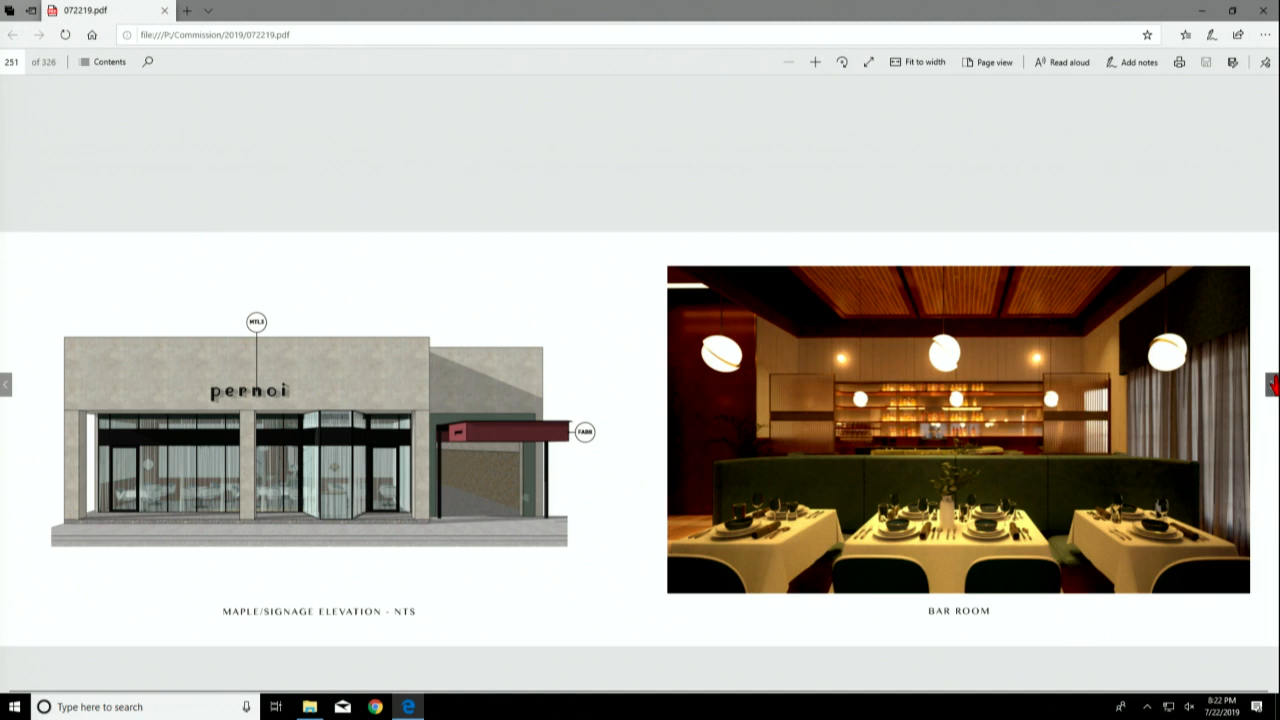 072219.pdf
file:///P:/Commission/2019/072219.pdf
251 of 326 Contents Fit to width Page view Read aloud Add notes
MTL3
pernoi
FAB8
MAPLE/SIGNAGE ELEVATION - NTS
BAR ROOM
Type here to search
8:22 PM
7/22/2019